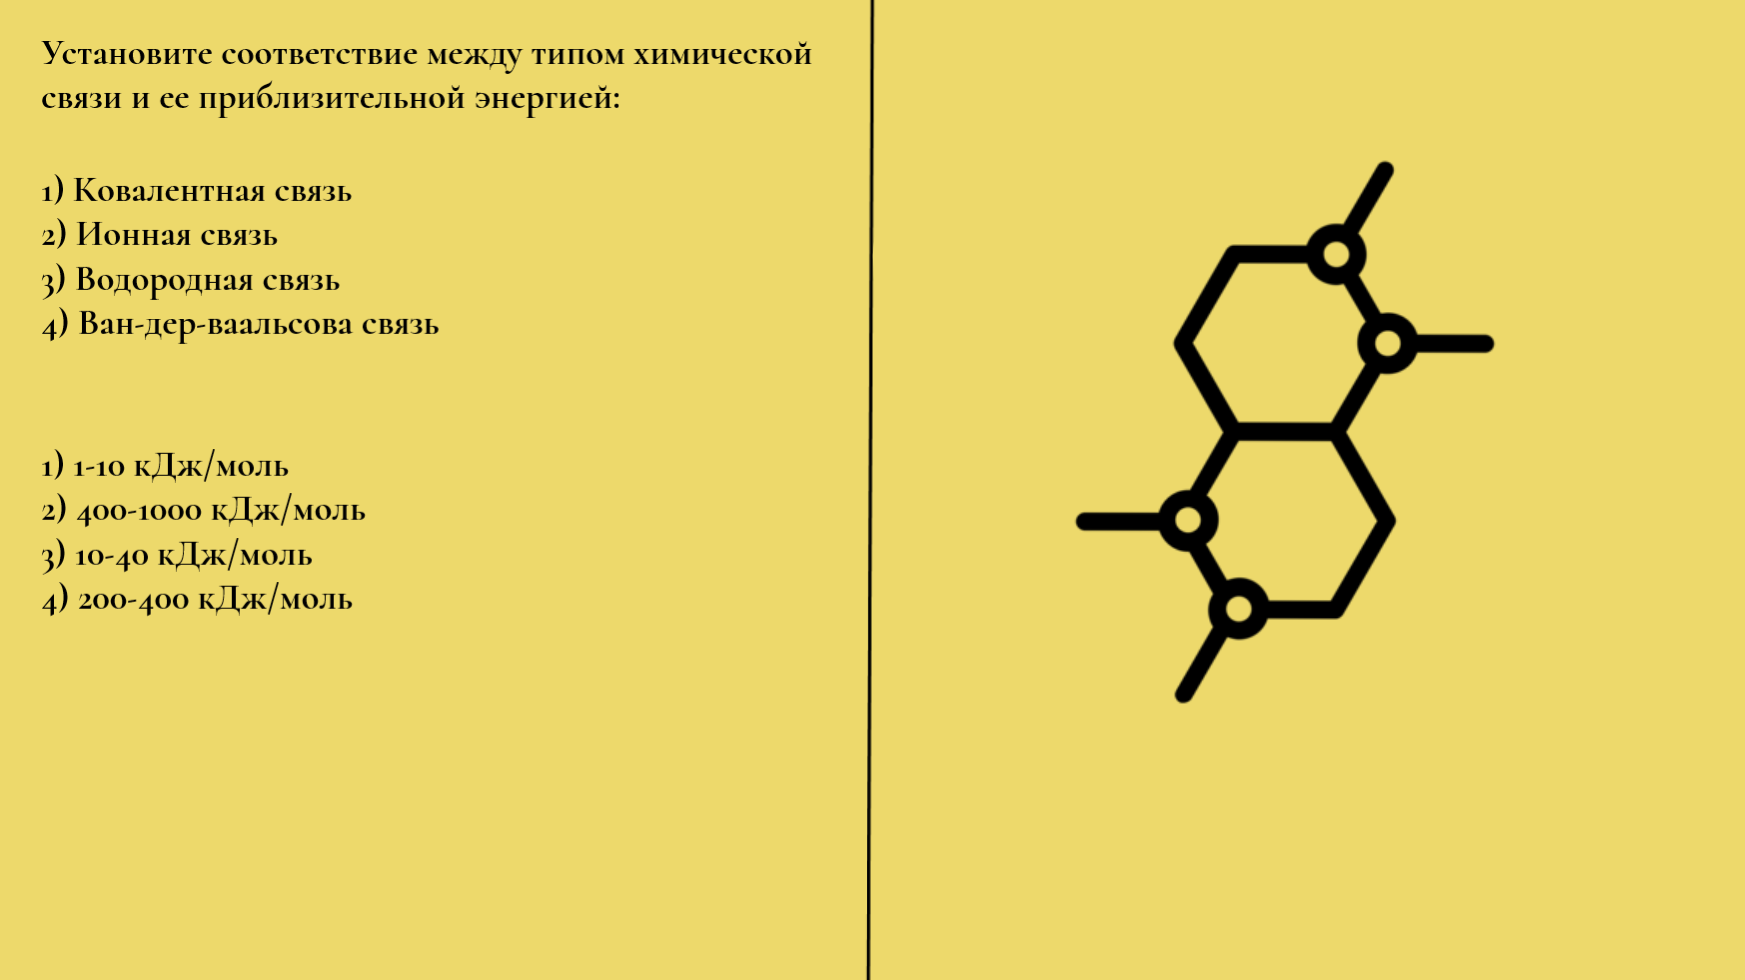 Установите соответствие между типом химической
связи и ее приблизительной энергией:
1) Ковалентная связь
2) Ионная связь
3) Водородная связь
4) Ван-дер-ваальсова связь
1) 1-10 кДж/моль
2) 400-1000 кДж/моль
3) 10-40 кДж/моль
4) 200-400 кДж/моль